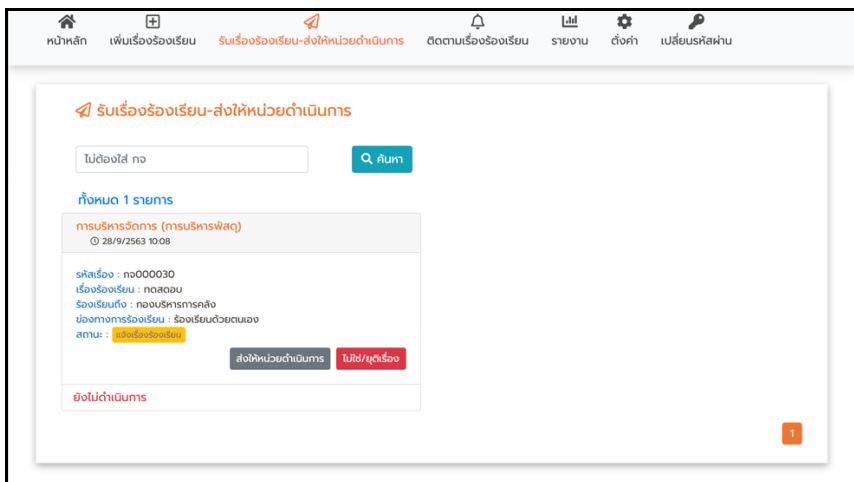 หน้าหลัก เพิ่มเรื่องร้องเรียน รับเรื่องร้องเรียน-ส่งให้หน่วยดำเนินการ ติดตามเรื่องร้องเรียน รายงาน ตั้งค่า เปลี่ยนรหัสผ่าน
รับเรื่องร้องเรียน-ส่งให้หน่วยดำเนินการ
ไม่ต้องใส่ กจ ค้นหา
ทั้งหมด 1 รายการ
การบริหารจัดการ (การบริหารพัสดุ)
28/9/2563 10:08
รหัสเรื่อง : กจ000030
เรื่องร้องเรียน : ทดสอบ
ร้องเรียนถึง : กองบริหารการคลัง
ช่องทางการร้องเรียน : ร้องเรียนด้วยตนเอง
สถานะ : แจ้งเรื่องร้องเรียน
ส่งให้หน่วยดำเนินการ ไม่ใช่/ยุติเรื่อง
ยังไม่ดำเนินการ
1